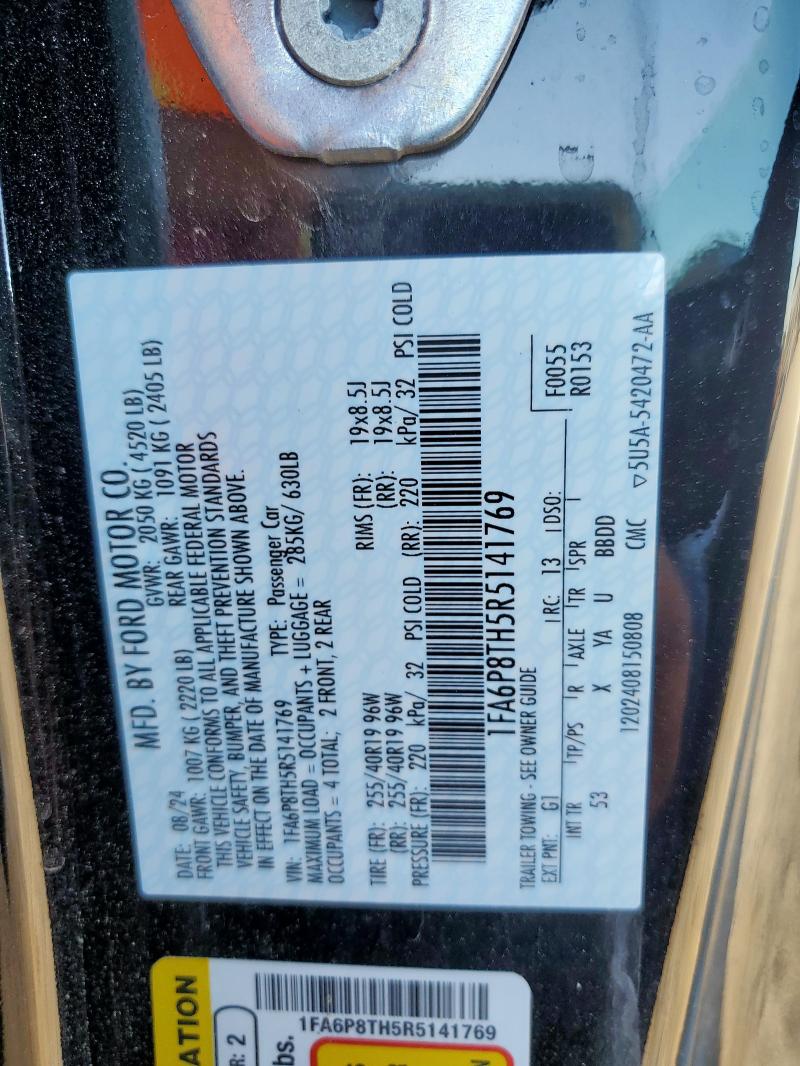 MFD. BY FORD MOTOR CO.
DATE: 08/24 GVWR: 2050 KG ( 4520 LB)
FRONT GAWR: 1007 KG ( 2220 LB) REAR GAWR: 1091 KG ( 2405 LB)
THIS VEHICLE CONFORMS TO ALL APPLICABLE FEDERAL MOTOR
VEHICLE SAFETY, BUMPER, AND THEFT PREVENTION STANDARDS
IN EFFECT ON THE DATE OF MANUFACTURE SHOWN ABOVE.
VIN: 1FA6P8TH5R5141769 TYPE: Passenger Car
MAXIMUM LOAD = OCCUPANTS + LUGGAGE = 285KG/ 630LB
OCCUPANTS = 4 TOTAL; 2 FRONT, 2 REAR
TIRE (FR): 255/40R19 96W RIMS (FR): 19x8.5J
(RR): 255/40R19 96W (RR): 19x8.5J
PRESSURE (FR): 220 kPa/ 32 PSI COLD (RR): 220 kPa/ 32 PSI COLD
1FA6P8TH5R5141769
TRAILER TOWING - SEE OWNER GUIDE
EXT PNT: G1 RC: 13 DSO: F0055
R0153
INT TR TP/PS R AXLE TR SPR
53 X YA U BBDD
1202408150808 CMC ▽5U5A-5420472-AA
ATION
R: 2
bs.
1FA6P8TH5R5141769
N